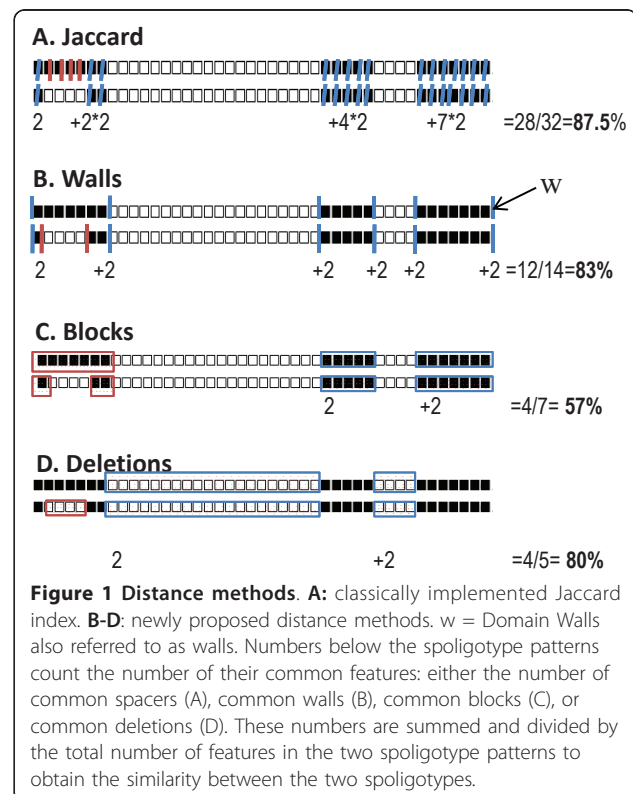 A. Jaccard
2 +2*2 +4*2 +7*2 =28/32=87.5%
B. Walls
w
2 +2 +2 +2 +2 +2 =12/14=83%
C. Blocks
2 +2 =4/7= 57%
D. Deletions
2 +2 =4/5= 80%
Figure 1 Distance methods. A: classically implemented Jaccard
index. B-D: newly proposed distance methods. w = Domain Walls
also referred to as walls. Numbers below the spoligotype patterns
count the number of their common features: either the number of
common spacers (A), common walls (B), common blocks (C), or
common deletions (D). These numbers are summed and divided by
the total number of features in the two spoligotype patterns to
obtain the similarity between the two spoligotypes.